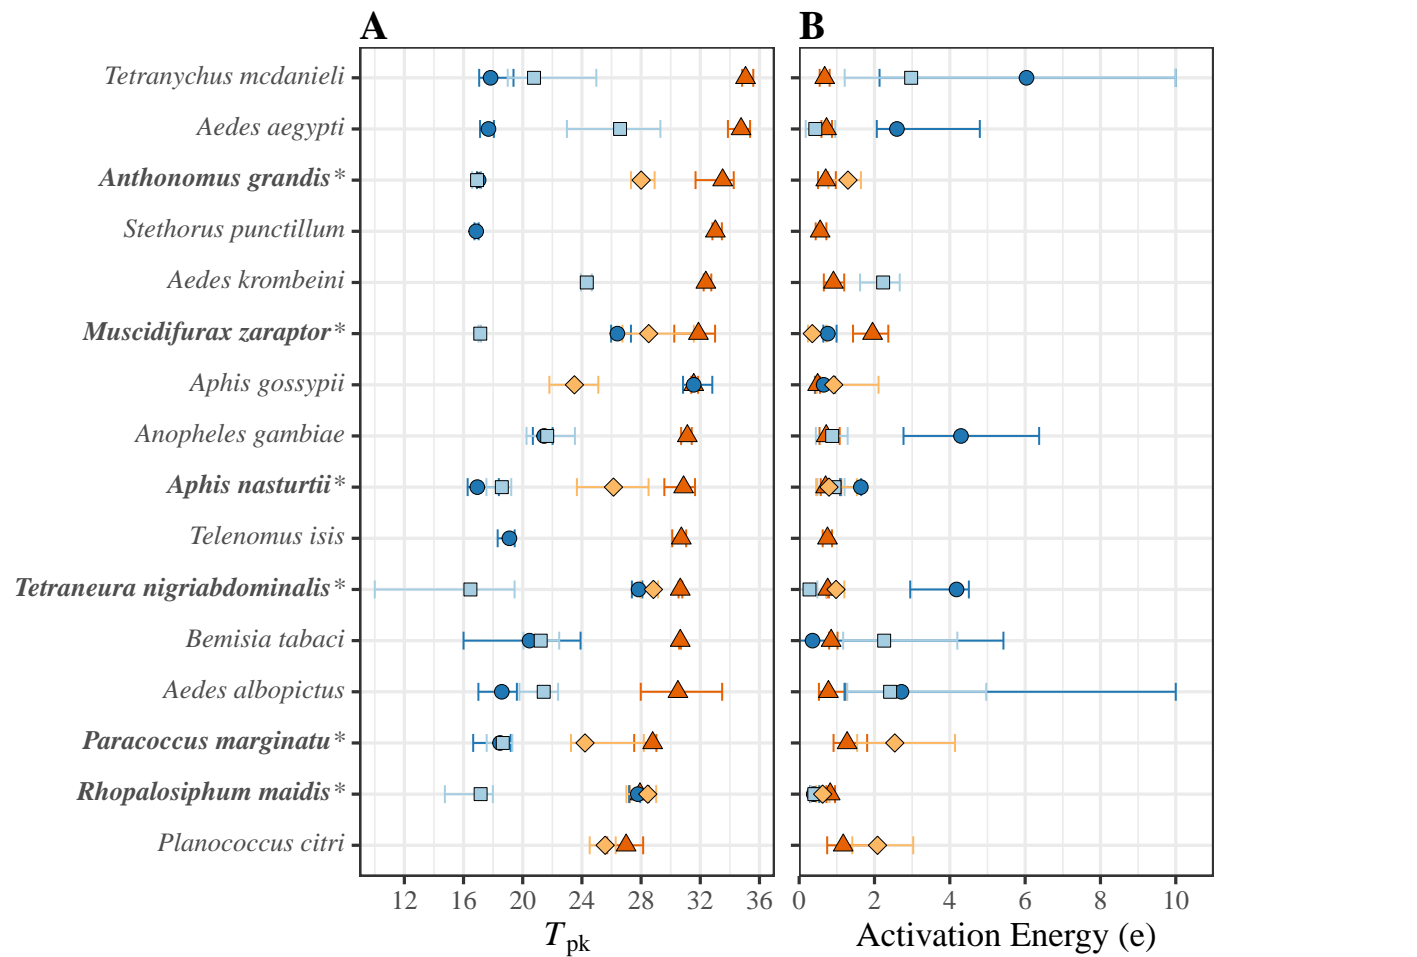 A B
Tetranychus mcdanieli
Aedes aegypti
Anthonomus grandis*
Stethorus punctillum
Aedes krombeini
Muscidifurax zaraptor*
Aphis gossypii
Anopheles gambiae
Aphis nasturtii*
Telenomus isis
Tetraneura nigriabdominalis*
Bemisia tabaci
Aedes albopictus
Paracoccus marginatu*
Rhopalosiphum maidis*
Planococcus citri
12 16 20 24 28 32 36 0 2 4 6 8 10
Tpk Activation Energy (e)